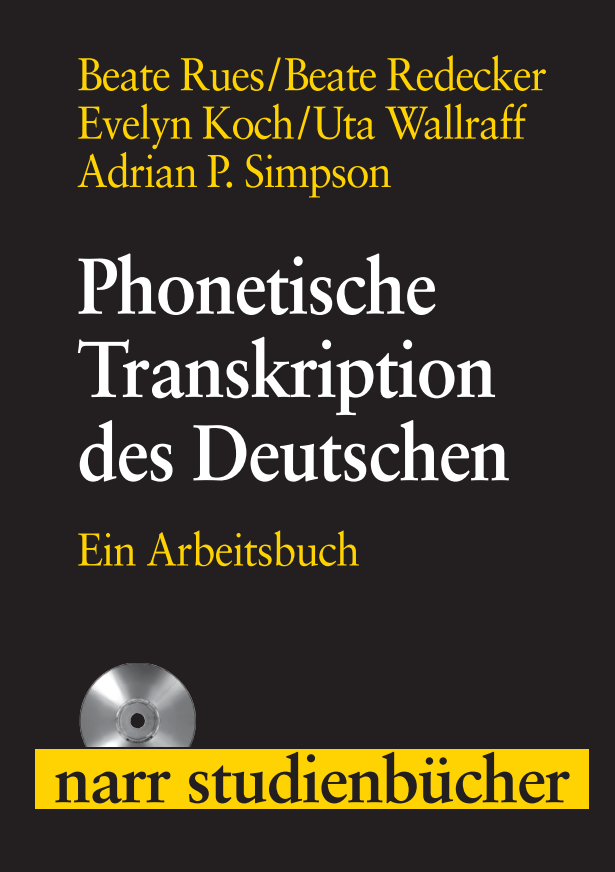 Beate Rues/Beate Redecker
Evelyn Koch/Uta Wallraff
Adrian P. Simpson
Phonetische
Transkription
des Deutschen
Ein Arbeitsbuch
narr studienbücher